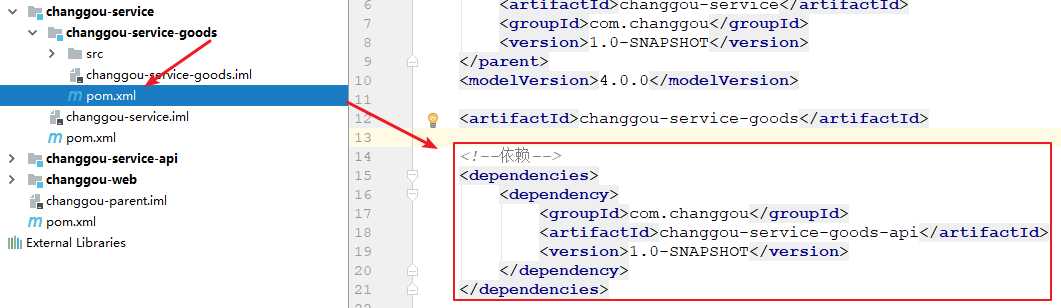 changgou-service
changgou-service-goods
src
changgou-service-goods.iml
pom.xml
changgou-service.iml
pom.xml
changgou-service-api
changgou-web
changgou-parent.iml
pom.xml
External Libraries
6 <artifactId>changgou-service</artifactId>
7 <groupId>com.changgou</groupId>
8 <version>1.0-SNAPSHOT</version>
9 </parent>
10 <modelVersion>4.0.0</modelVersion>
11
12 <artifactId>changgou-service-goods</artifactId>
13
14 <!--依赖-->
15 <dependencies>
16 <dependency>
17 <groupId>com.changgou</groupId>
18 <artifactId>changgou-service-goods-api</artifactId>
19 <version>1.0-SNAPSHOT</version>
20 </dependency>
21 </dependencies>
22